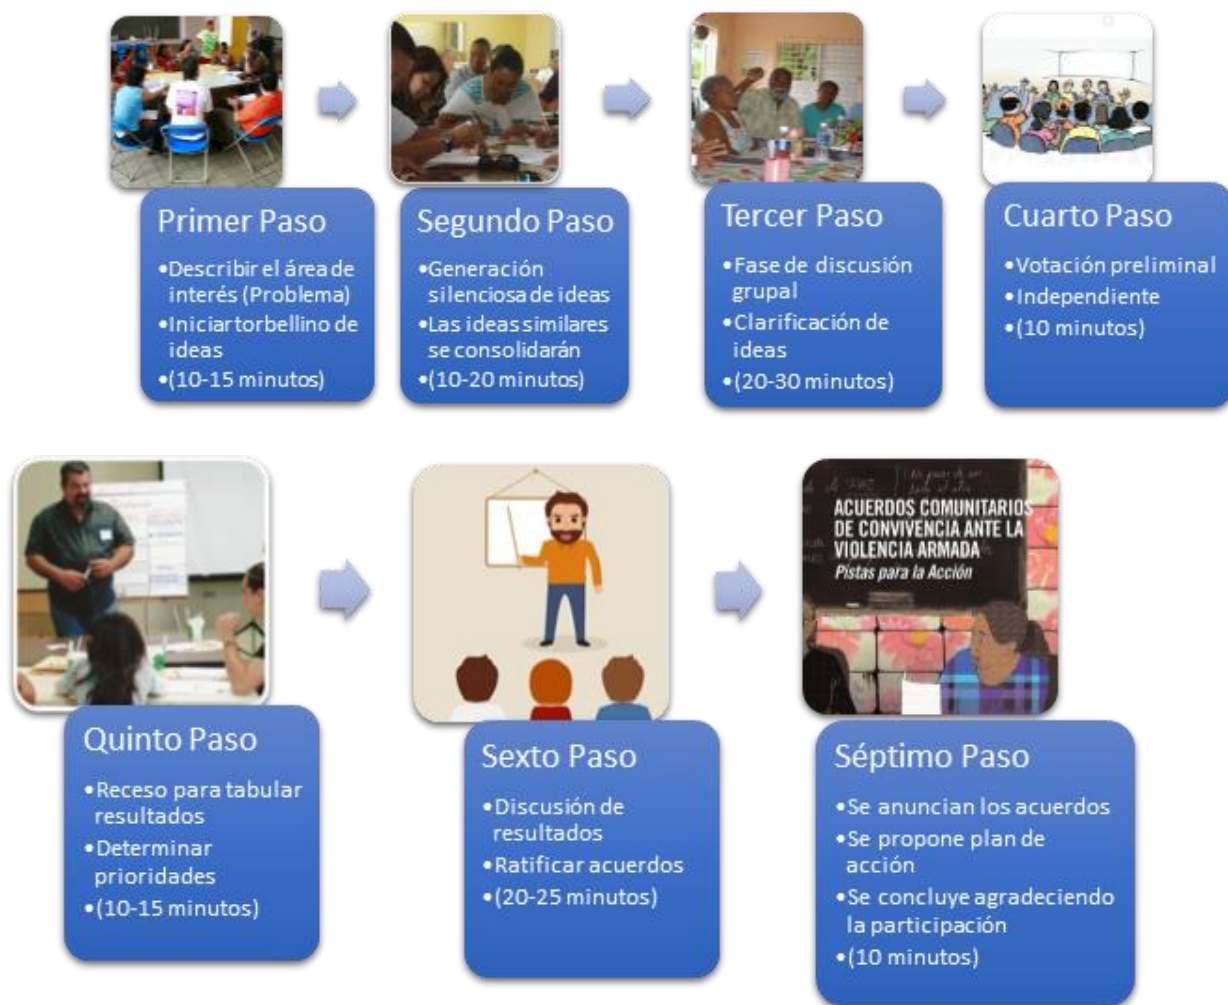 Primer Paso
•Describir el área de
interés (Problema)
•Iniciar torbellino de
ideas
•(10-15 minutos)
Segundo Paso
•Generación
silenciosa de ideas
•Las ideas similares
se consolidarán
•(10-20 minutos)
Tercer Paso
•Fase de discusión
grupal
•Clarificación de
ideas
•(20-30 minutos)
Cuarto Paso
•Votación preliminal
•Independiente
•(10 minutos)
Quinto Paso
•Receso para tabular
resultados
•Determinar
prioridades
•(10-15 minutos)
Sexto Paso
•Discusión de
resultados
•Ratificar acuerdos
•(20-25 minutos)
ACUERDOS COMUNITARIOS
DE CONVIVENCIA ANTE LA
VIOLENCIA ARMADA
Pistas para la Acción
Séptimo Paso
•Se anuncian los acuerdos
•Se propone plan de
acción
•Se concluye agradeciendo
la participación
•(10 minutos)